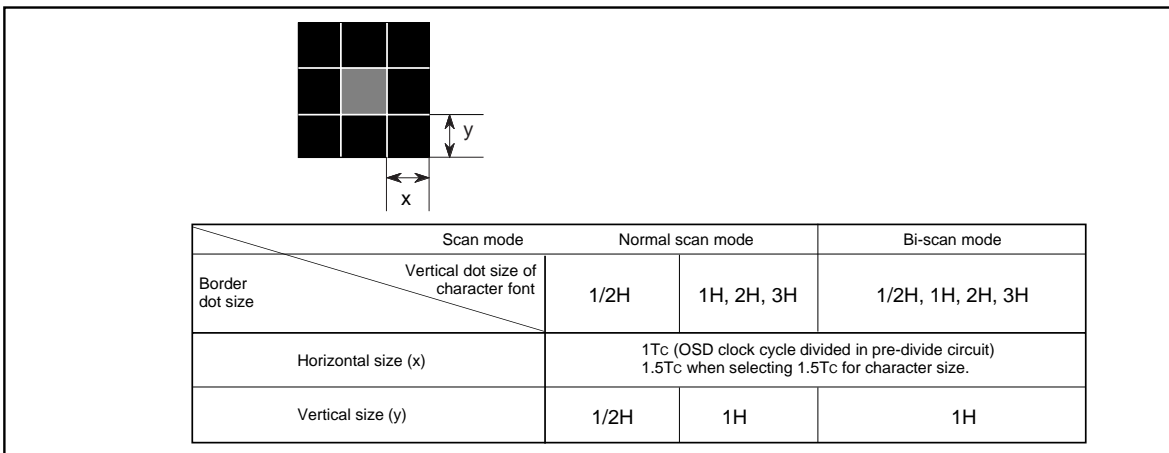 y
x
Scan mode
Normal scan mode
Bi-scan mode
Border
dot size
Vertical dot size of
character font
1/2H
1H, 2H, 3H
1/2H, 1H, 2H, 3H
Horizontal size (x)
1TC (OSD clock cycle divided in pre-divide circuit)
1.5TC when selecting 1.5TC for character size.
Vertical size (y)
1/2H
1H
1H